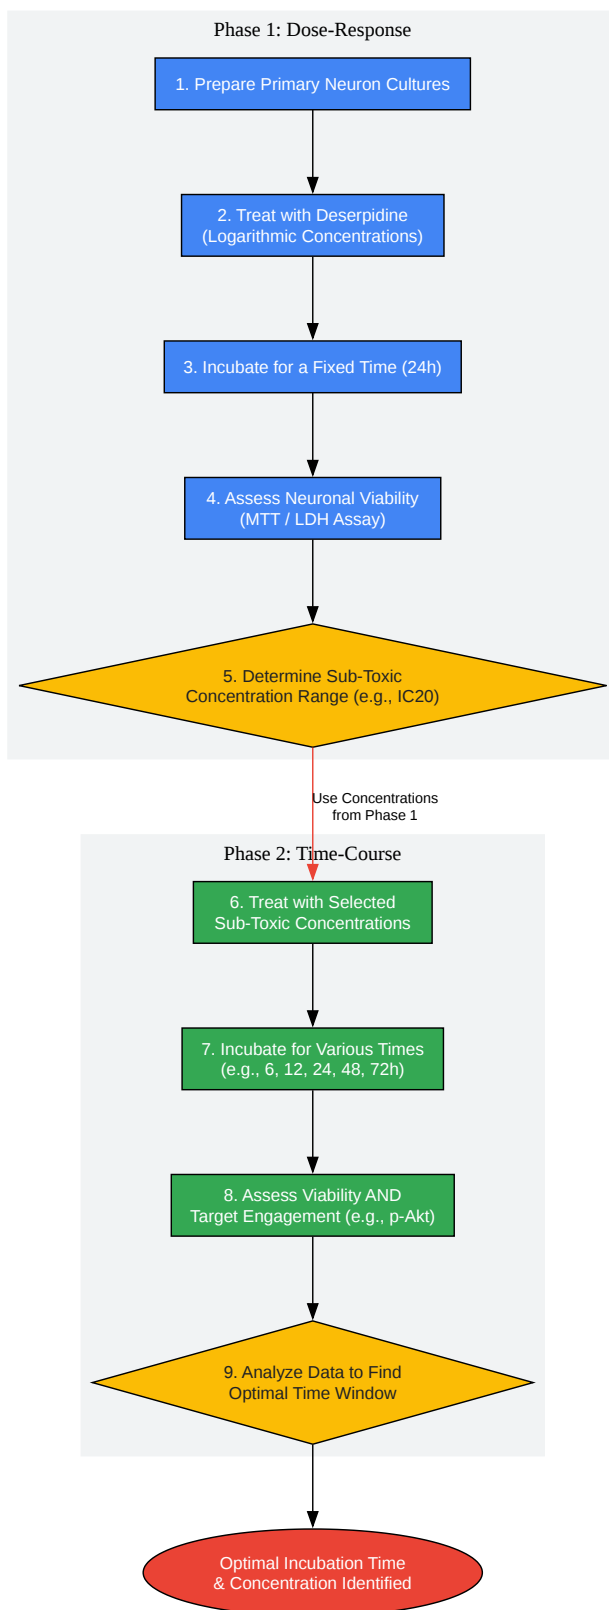 Phase 1: Dose-Response
1. Prepare Primary Neuron Cultures
2. Treat with Deserpidine
(Logarithmic Concentrations)
3. Incubate for a Fixed Time (24h)
4. Assess Neuronal Viability
(MTT / LDH Assay)
5. Determine Sub-Toxic
Concentration Range (e.g., IC20)
Use Concentrations
from Phase 1
Phase 2: Time-Course
6. Treat with Selected
Sub-Toxic Concentrations
7. Incubate for Various Times
(e.g., 6, 12, 24, 48, 72h)
8. Assess Viability AND
Target Engagement (e.g., p-Akt)
9. Analyze Data to Find
Optimal Time Window
Optimal Incubation Time
& Concentration Identified